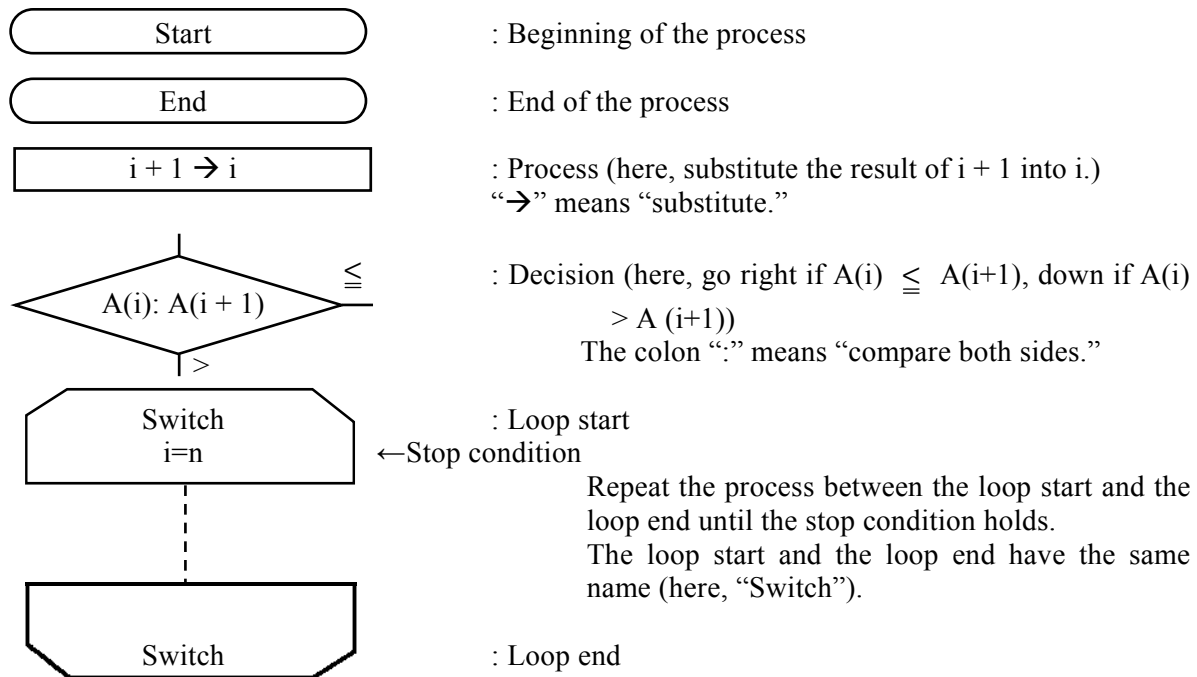 Start : Beginning of the process
End : End of the process
i + 1 → i : Process (here, substitute the result of i + 1 into i.)
“→” means “substitute.”
≦
A(i): A(i + 1) : Decision (here, go right if A(i) ≦ A(i+1), down if A(i)
> A (i+1))
> The colon “:” means “compare both sides.”
Switch : Loop start
i=n ←Stop condition
Repeat the process between the loop start and the
loop end until the stop condition holds.
The loop start and the loop end have the same
name (here, “Switch”).
Switch : Loop end